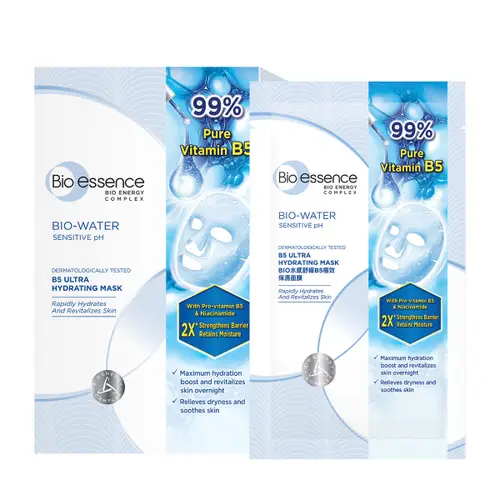 99%
Pure
Vitamin B5
Bio essence
BIO ENERGY
COMPLEX
BIO-WATER
SENSITIVE pH
DERMATOLOGICALLY TESTED
B5 ULTRA
HYDRATING MASK
Rapidly Hydrates
And Revitalizes Skin
With Pro-vitamin B5
& Niacinamide
2X* Strengthens Barrier
Retains Moisture
✓ Maximum hydration
boost and revitalizes
skin overnight
✓ Relieves dryness and
soothes skin
99%
Pure
Vitamin B5
Bio essence
BIO ENERGY
COMPLEX
BIO-WATER
SENSITIVE pH
DERMATOLOGICALLY TESTED
B5 ULTRA
HYDRATING MASK
BIO水感舒緩B5極效
保濕面膜
Rapidly Hydrates
And Revitalizes Skin
With Pro-vitamin B5
& Niacinamide
2X* Strengthens Barrier
Retains Moisture
✓ Maximum hydration
boost and revitalizes
skin overnight
✓ Relieves dryness and
soothes skin